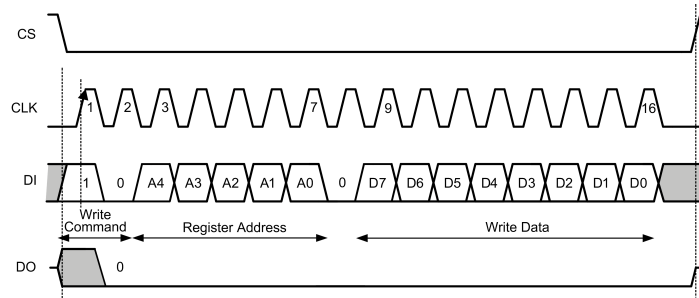 CS
CLK 1 2 3 7 9 16
DI 1 0 A4 A3 A2 A1 A0 0 D7 D6 D5 D4 D3 D2 D1 D0
Write
Command Register Address Write Data
DO 0